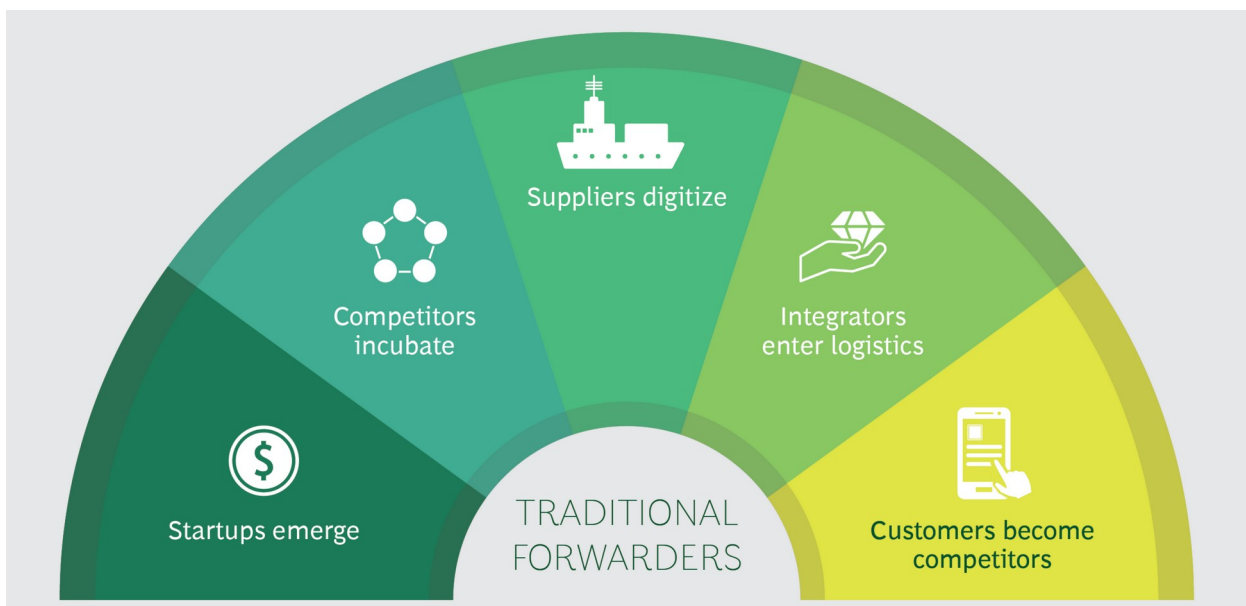 Suppliers digitize
Competitors
incubate
Integrators
enter logistics
$
Startups emerge
Customers become
competitors
TRADITIONAL
FORWARDERS